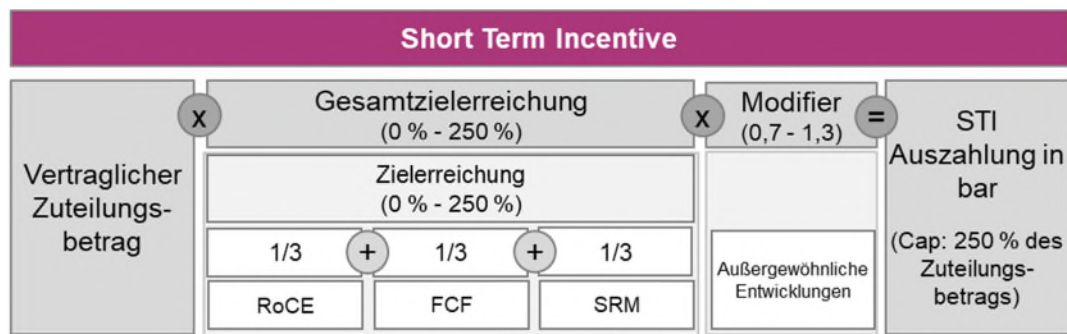 Short Term Incentive
Vertraglicher
Zuteilungs-
betrag
x
Gesamtzielerreichung
(0 % - 250 %)
Zielerreichung
(0 % - 250 %)
1/3
+
1/3
+
1/3
RoCE
FCF
SRM
x
Modifier
(0,7 - 1,3)
Außergewöhnliche
Entwicklungen
=
STI
Auszahlung in
bar
(Cap: 250 % des
Zuteilungs-
betrags)